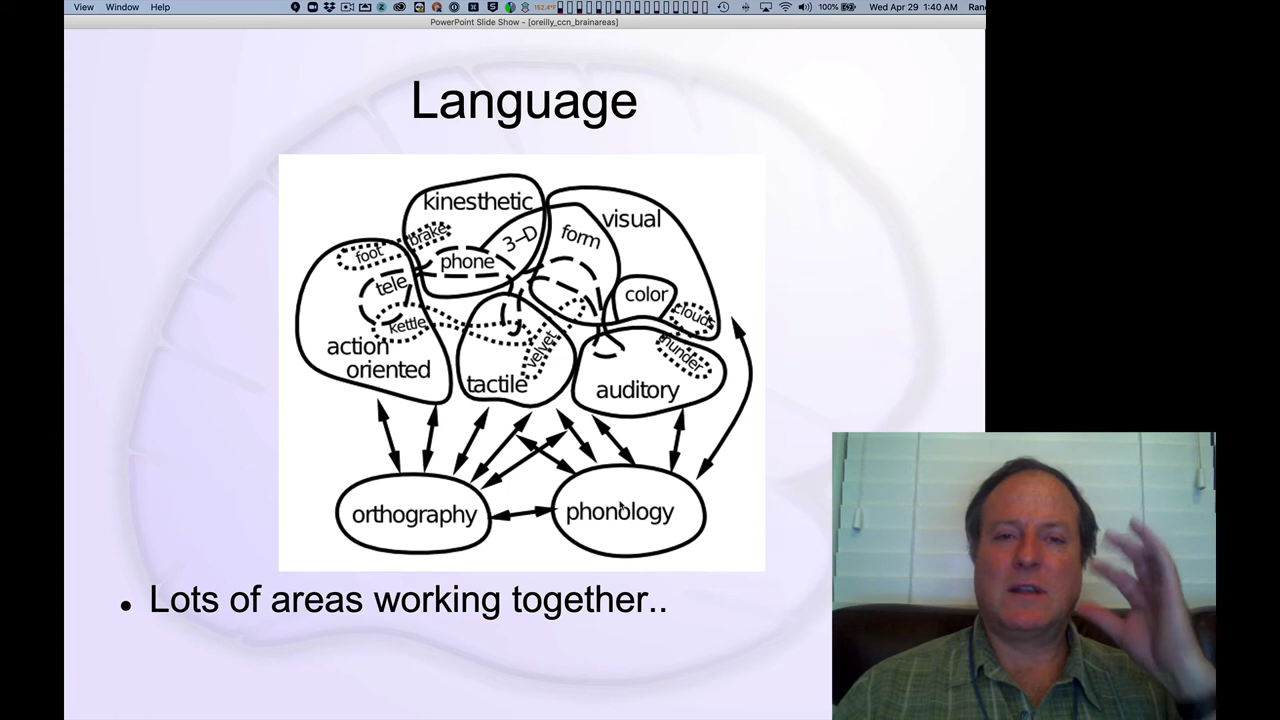 View Window Help
152.4°F
100% Wed Apr 29 1:40 AM
PowerPoint Slide Show - [oreilly_ccn_brainareas]
Language
kinesthetic
visual
brake
3-D
form
foot
phone
tele
color
clouds
kettle
velvet
thunder
action
oriented
tactile
auditory
orthography
phonology
Lots of areas working together..